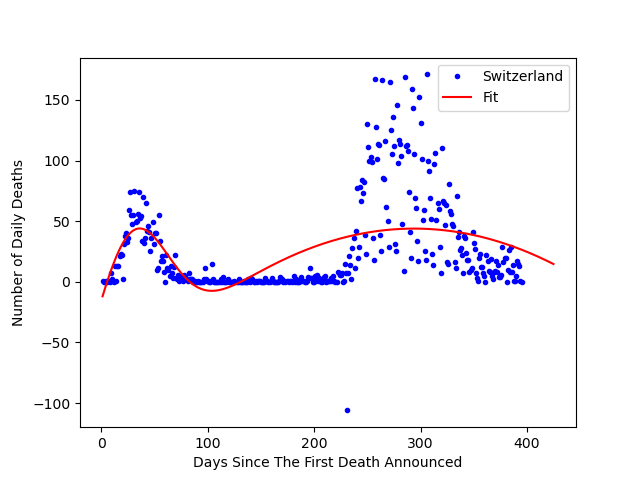 Switzerland
Fit
150
100
50
0
−50
−100
0 100 200 300 400
Number of Daily Deaths
Days Since The First Death Announced